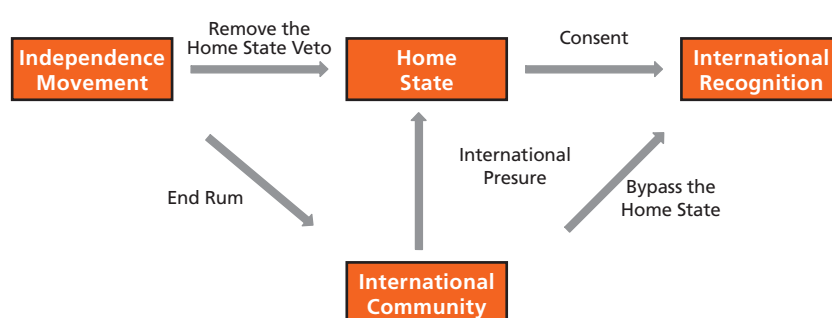 Remove the
Home State Veto
Consent
Independence
Movement
Home
State
International
Recognition
International
Presure
End Rum
Bypass the
Home State
International
Community